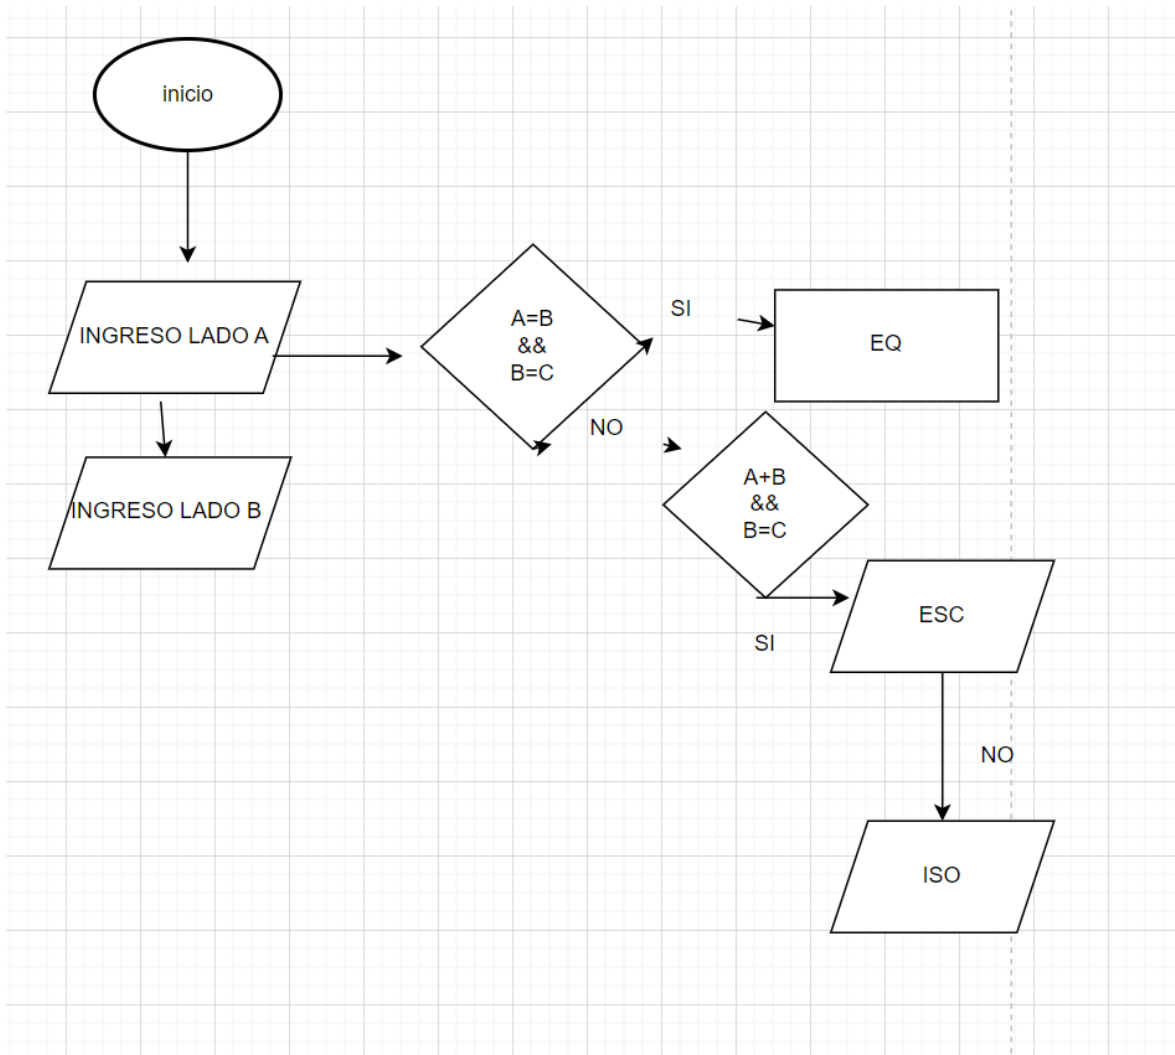 inicio
INGRESO LADO A
INGRESO LADO B
A=B
&&
B=C
SI
EQ
NO
A+B
&&
B=C
SI
ESC
NO
ISO